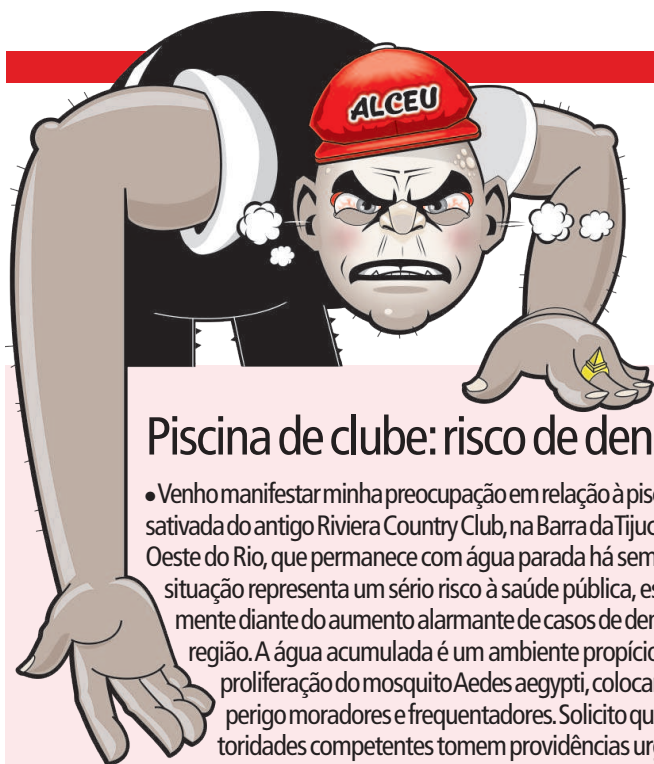 ALCEU
Piscina de clube: risco de den
• Venho manifestar minha preocupação em relação à pisc
sativada do antigo Riviera Country Club, na Barra da Tijuc
Oeste do Rio, que permanece com água parada há sem
situação representa um sério risco à saúde pública, es
mente diante do aumento alarmante de casos de den
região. A água acumulada é um ambiente propício
proliferação do mosquito Aedes aegypti, coloca
perigo moradores e frequentadores. Solicito qu
toridades competentes tomem providências ur